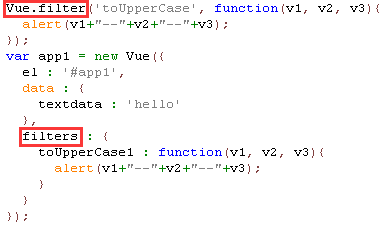 Vue.filter('toUpperCase', function(v1, v2, v3){
  alert(v1+"--"+v2+"--"+v3);
});
var app1 = new Vue({
  el : '#app1',
  data : {
    textdata : 'hello'
  },
  filters : {
    toUpperCase1 : function(v1, v2, v3){
      alert(v1+"--"+v2+"--"+v3);
    }
  }
});